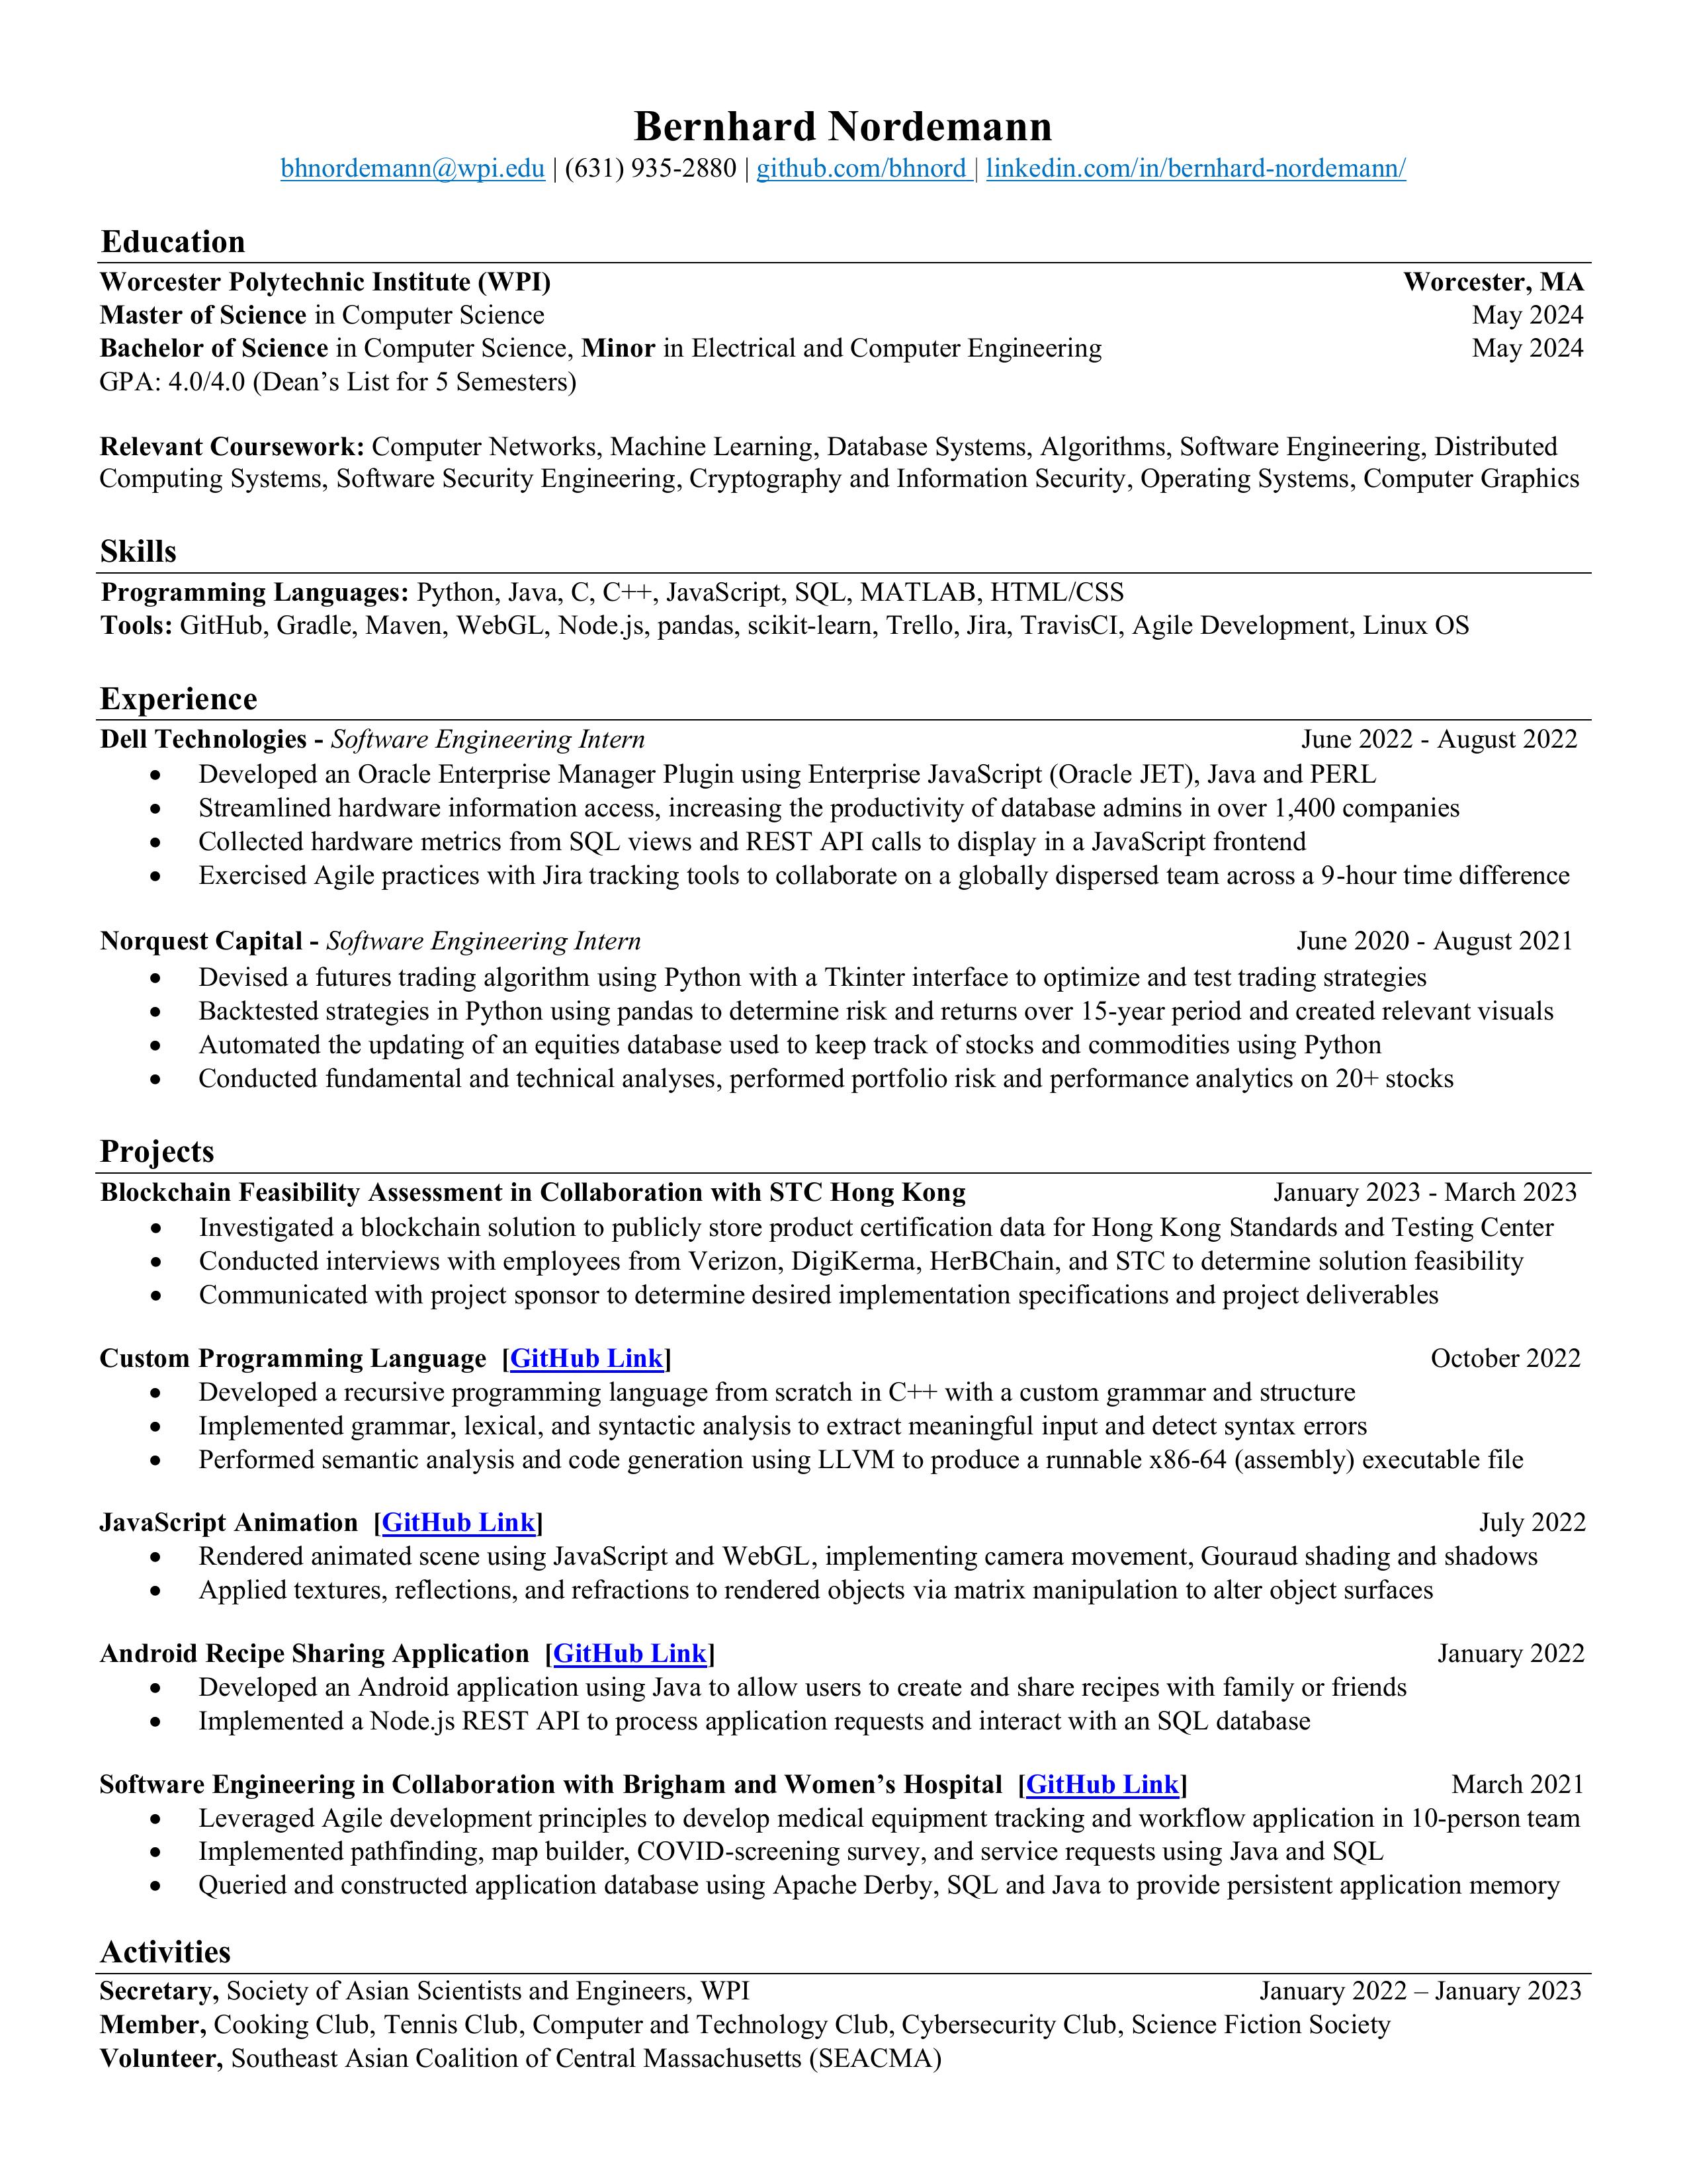 Bernhard Nordemann
bhnordemann@wpi.edu | (631) 935-2880 | github.com/bhnord | linkedin.com/in/bernhard-nordemann/
Education
Worcester Polytechnic Institute (WPI) Worcester, MA
Master of Science in Computer Science May 2024
Bachelor of Science in Computer Science, Minor in Electrical and Computer Engineering May 2024
GPA: 4.0/4.0 (Dean's List for 5 Semesters)
Relevant Coursework: Computer Networks, Machine Learning, Database Systems, Algorithms, Software Engineering, Distributed
Computing Systems, Software Security Engineering, Cryptography and Information Security, Operating Systems, Computer Graphics
Skills
Programming Languages: Python, Java, C, C++, JavaScript, SQL, MATLAB, HTML/CSS
Tools: GitHub, Gradle, Maven, WebGL, Node.js, pandas, scikit-learn, Trello, Jira, TravisCI, Agile Development, Linux OS
Experience
Dell Technologies - Software Engineering Intern June 2022 - August 2022
• Developed an Oracle Enterprise Manager Plugin using Enterprise JavaScript (Oracle JET), Java and PERL
• Streamlined hardware information access, increasing the productivity of database admins in over 1,400 companies
• Collected hardware metrics from SQL views and REST API calls to display in a JavaScript frontend
• Exercised Agile practices with Jira tracking tools to collaborate on a globally dispersed team across a 9-hour time difference
Norquest Capital - Software Engineering Intern June 2020 - August 2021
• Devised a futures trading algorithm using Python with a Tkinter interface to optimize and test trading strategies
• Backtested strategies in Python using pandas to determine risk and returns over 15-year period and created relevant visuals
• Automated the updating of an equities database used to keep track of stocks and commodities using Python
• Conducted fundamental and technical analyses, performed portfolio risk and performance analytics on 20+ stocks
Projects
Blockchain Feasibility Assessment in Collaboration with STC Hong Kong January 2023 - March 2023
• Investigated a blockchain solution to publicly store product certification data for Hong Kong Standards and Testing Center
• Conducted interviews with employees from Verizon, DigiKerma, HerBChain, and STC to determine solution feasibility
• Communicated with project sponsor to determine desired implementation specifications and project deliverables
Custom Programming Language [GitHub Link] October 2022
• Developed a recursive programming language from scratch in C++ with a custom grammar and structure
• Implemented grammar, lexical, and syntactic analysis to extract meaningful input and detect syntax errors
• Performed semantic analysis and code generation using LLVM to produce a runnable x86-64 (assembly) executable file
JavaScript Animation [GitHub Link] July 2022
• Rendered animated scene using JavaScript and WebGL, implementing camera movement, Gouraud shading and shadows
• Applied textures, reflections, and refractions to rendered objects via matrix manipulation to alter object surfaces
Android Recipe Sharing Application [GitHub Link] January 2022
• Developed an Android application using Java to allow users to create and share recipes with family or friends
• Implemented a Node.js REST API to process application requests and interact with an SQL database
Software Engineering in Collaboration with Brigham and Women's Hospital [GitHub Link] March 2021
• Leveraged Agile development principles to develop medical equipment tracking and workflow application in 10-person team
• Implemented pathfinding, map builder, COVID-screening survey, and service requests using Java and SQL
• Queried and constructed application database using Apache Derby, SQL and Java to provide persistent application memory
Activities
Secretary, Society of Asian Scientists and Engineers, WPI January 2022 – January 2023
Member, Cooking Club, Tennis Club, Computer and Technology Club, Cybersecurity Club, Science Fiction Society
Volunteer, Southeast Asian Coalition of Central Massachusetts (SEACMA)